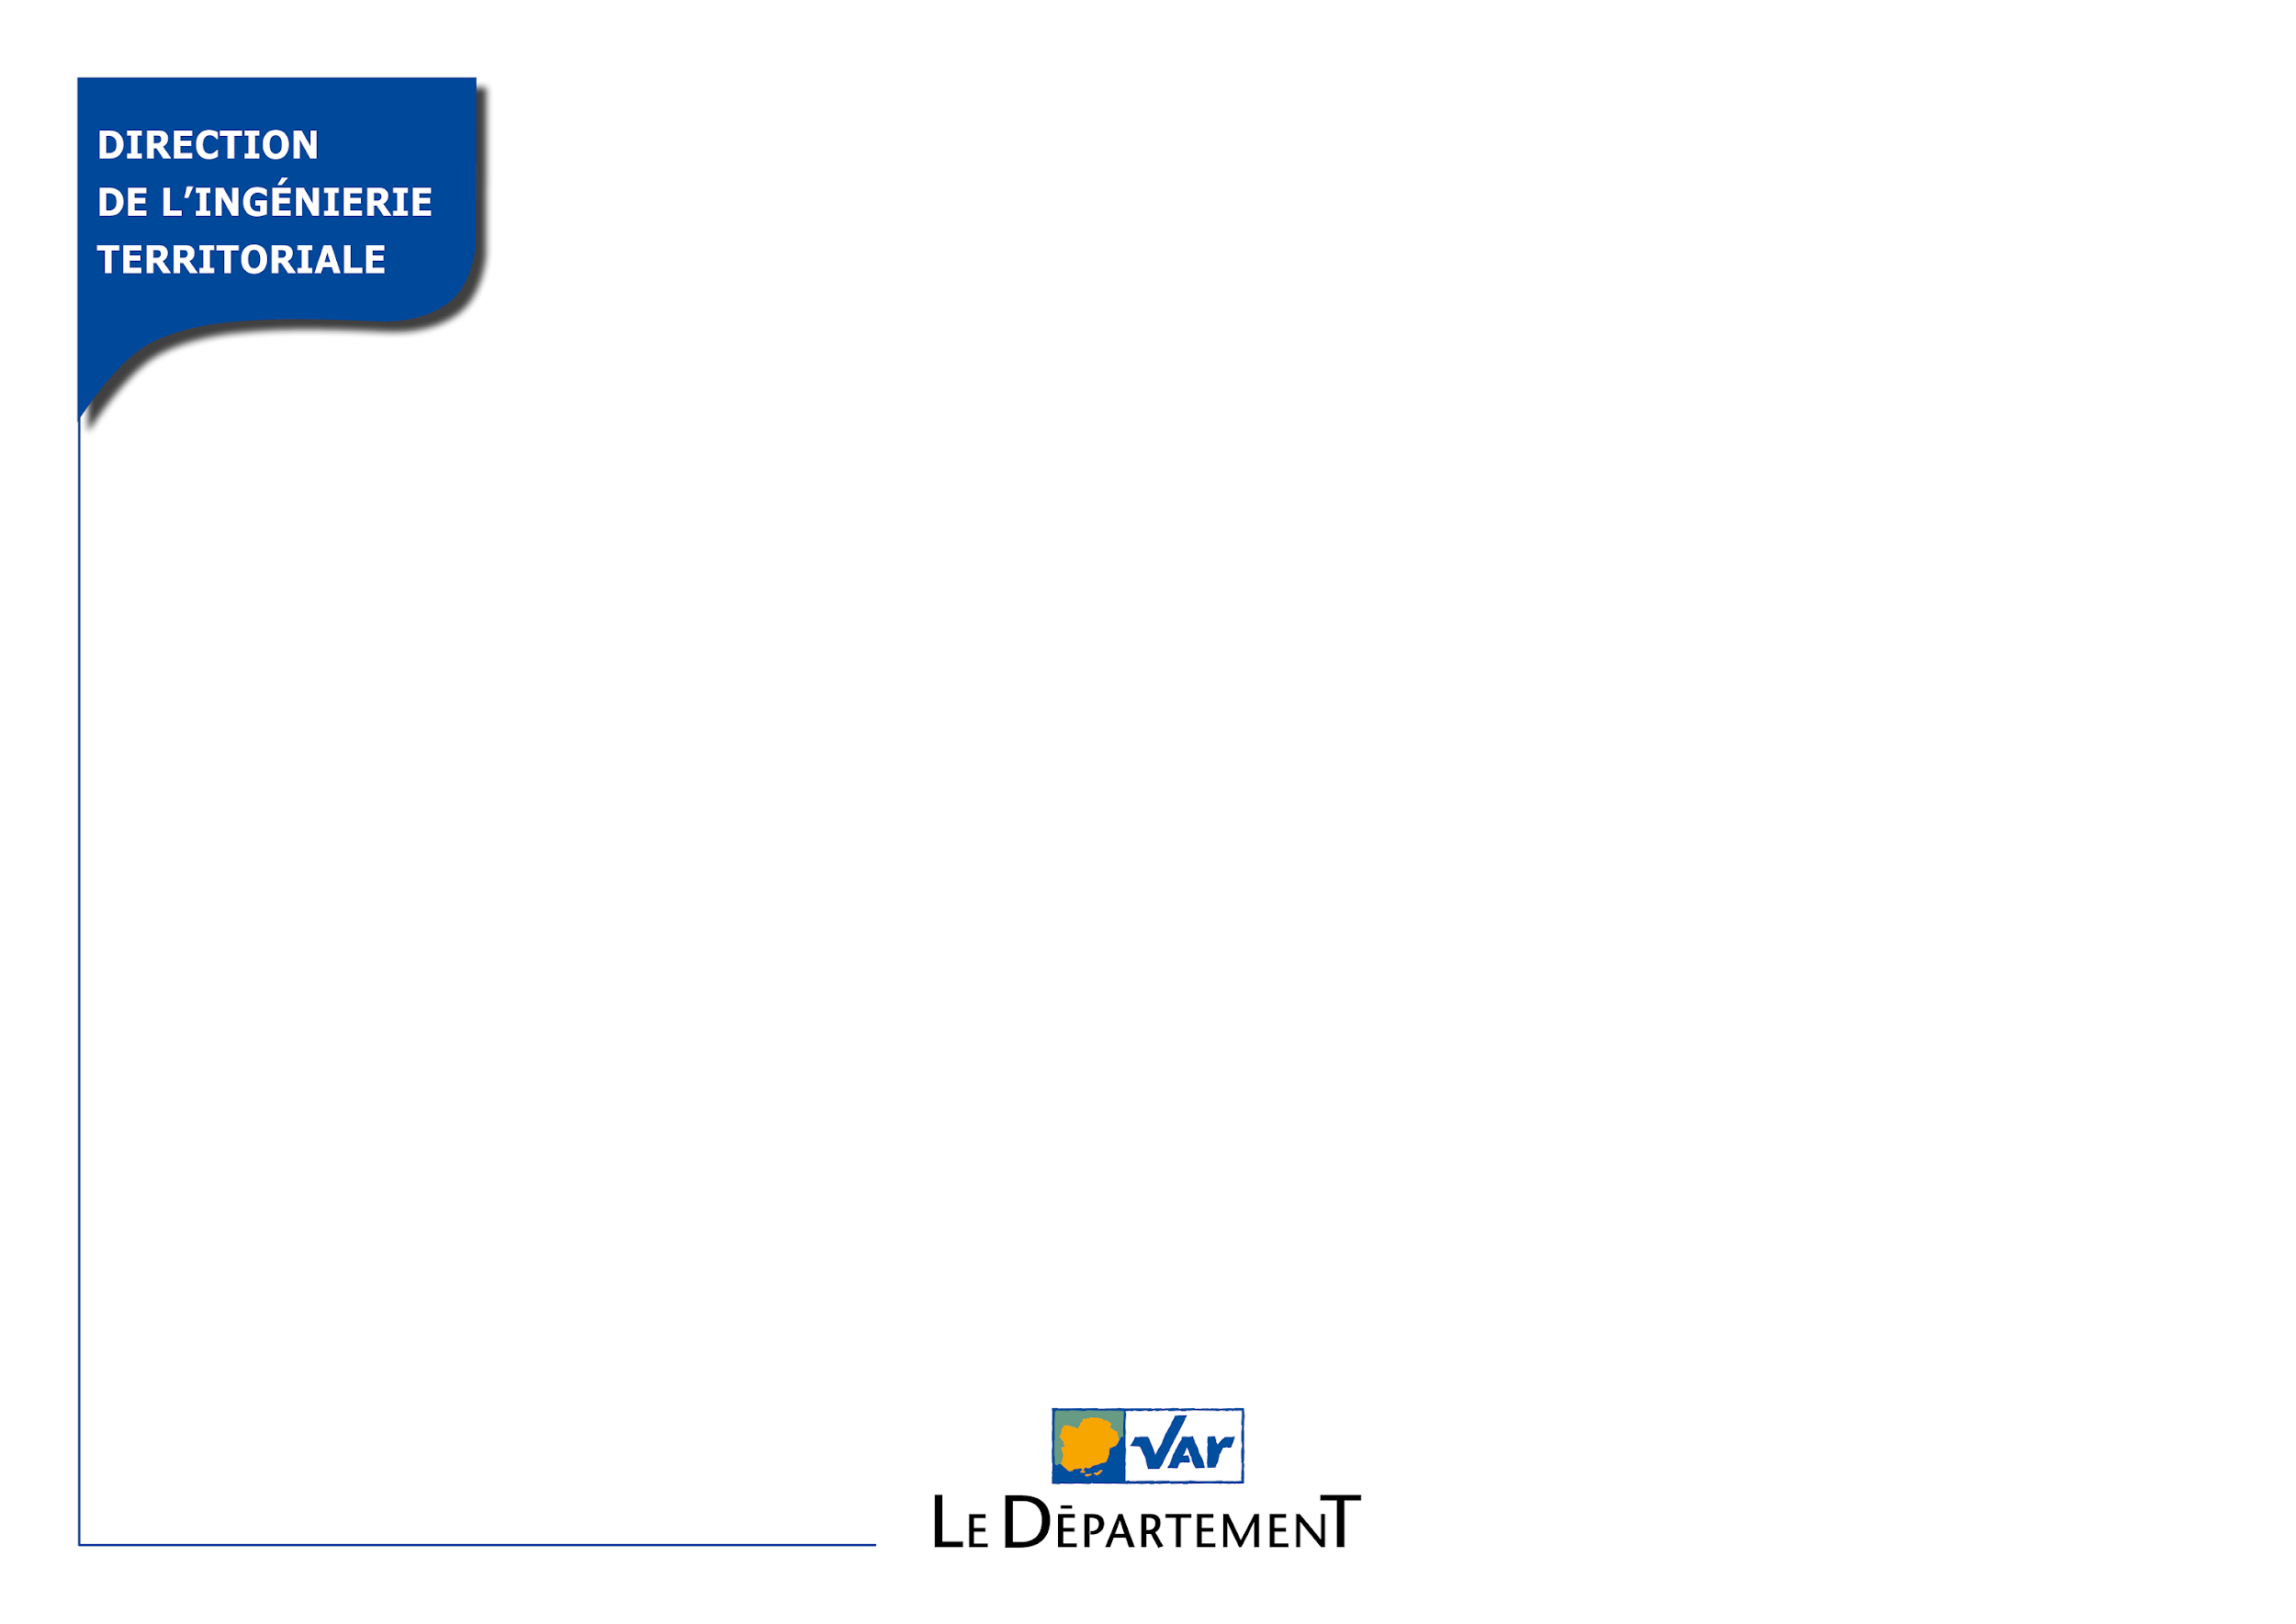 DIRECTION
DE L’INGÉNIERIE
TERRITORIALE
VAr
LE DÉPARTEMENT